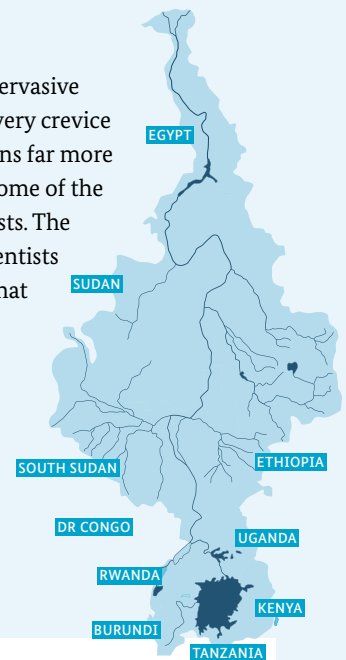 ervasive
very crevice
ns far more
ome of the
sts. The
entists
hat
EGYPT
SUDAN
SOUTH SUDAN
ETHIOPIA
DR CONGO
UGANDA
RWANDA
KENYA
BURUNDI
TANZANIA